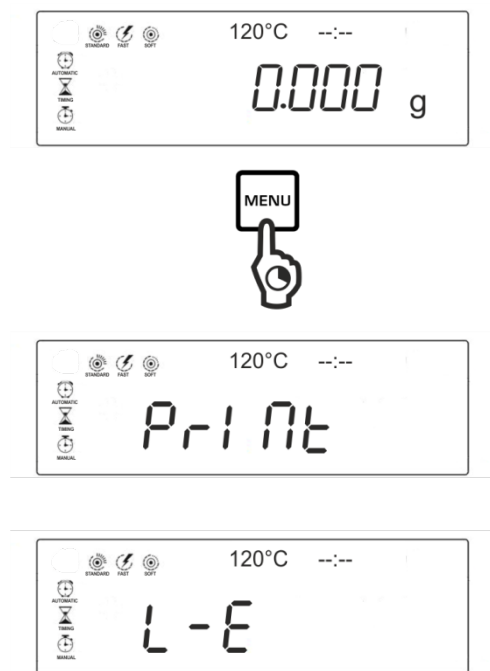 120°C --:--
STANDARD FAST SOFT
AUTOMATIC
0.000 g
TIMING
MANUAL
MENU
120°C --:--
STANDARD FAST SOFT
AUTOMATIC
PrINt
TIMING
MANUAL
120°C --:--
STANDARD FAST SOFT
AUTOMATIC
L-E
TIMING
MANUAL